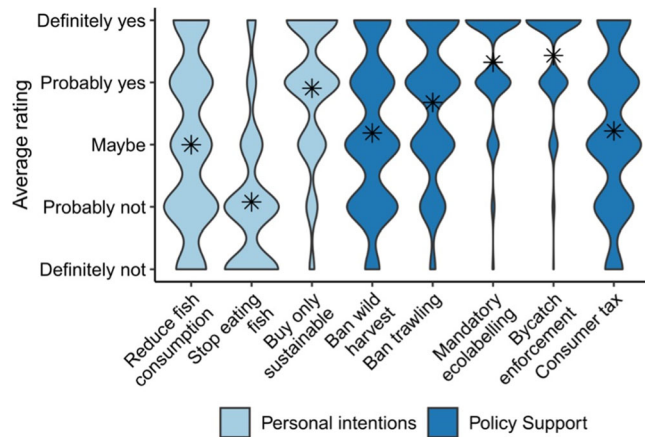 Average rating
Definitely yes
Probably yes
Maybe
Probably not
Definitely not
Reduce fish
consumption
Stop eating
fish
Buy only
sustainable
Ban wild
harvest
Ban trawling
Mandatory
ecolabelling
Bycatch
enforcement
Consumer tax
Personal intentions
Policy Support